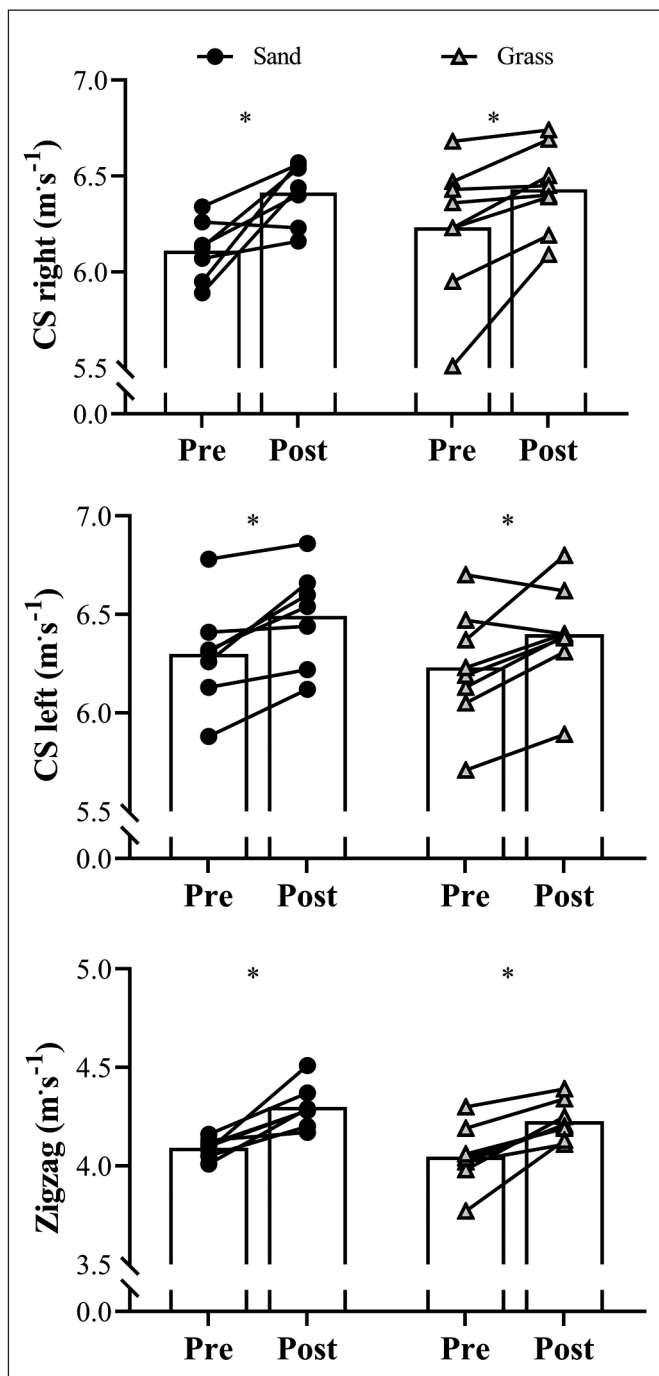 Sand Grass
7.0
* *
6.5
6.0
5.5
0.0
CS right (m·s⁻¹)
Pre Post Pre Post
7.0
* *
6.5
6.0
5.5
0.0
CS left (m·s⁻¹)
Pre Post Pre Post
5.0
* *
4.5
4.0
3.5
0.0
Zigzag (m·s⁻¹)
Pre Post Pre Post